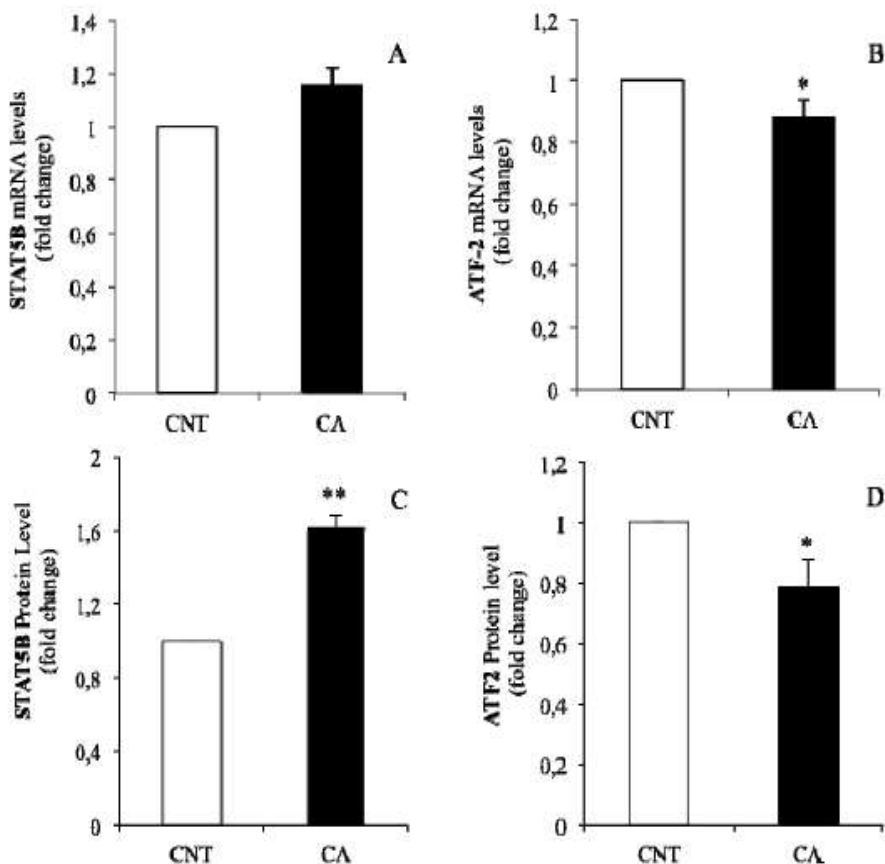 A
STAT5B mRNA levels
(fold change)
1,4
1,2
1
0,8
0,6
0,4
0,2
0
CNT
CA
B
*
ATF-2 mRNA levels
(fold change)
1
0,8
0,6
0,4
0,2
0
CNT
CA
C
**
STAT5B Protein Level
(fold change)
2
1,6
1,2
0,8
0,4
0
CNT
CA
D
*
ATF2 Protein level
(fold change)
1,2
1
0,8
0,6
0,4
0,2
0
CNT
CA